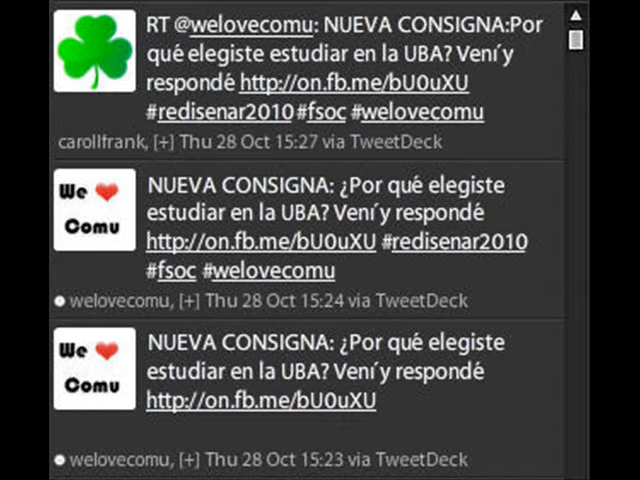 RT @welovecomu: NUEVA CONSIGNA:Por
qué elegiste estudiar en la UBA? Vení y
respondé http://on.fb.me/bU0uXU
#redisenar2010 #fsoc #welovecomu
carollfrank, [+] Thu 28 Oct 15:27 via TweetDeck
We ❤
Comu
NUEVA CONSIGNA: ¿Por qué elegiste
estudiar en la UBA? Vení y respondé
http://on.fb.me/bU0uXU #redisenar2010
#fsoc #welovecomu
welovecomu, [+] Thu 28 Oct 15:24 via TweetDeck
We ❤
Comu
NUEVA CONSIGNA: ¿Por qué elegiste
estudiar en la UBA? Vení y respondé
http://on.fb.me/bU0uXU
welovecomu, [+] Thu 28 Oct 15:23 via TweetDeck